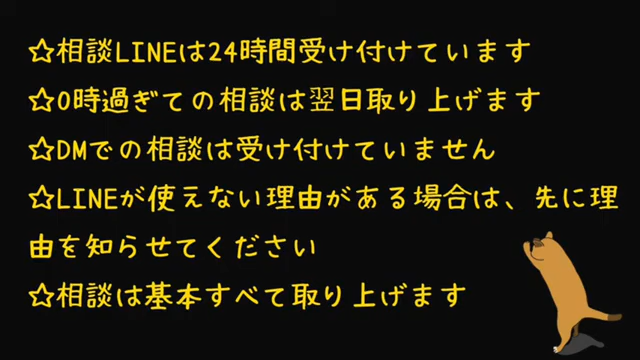 ☆相談LINEは24時間受け付けています
☆0時過ぎての相談は翌日取り上げます
☆DMでの相談は受け付けていません
☆LINEが使えない理由がある場合は、先に理
由を知らせてください
☆相談は基本すべて取り上げます